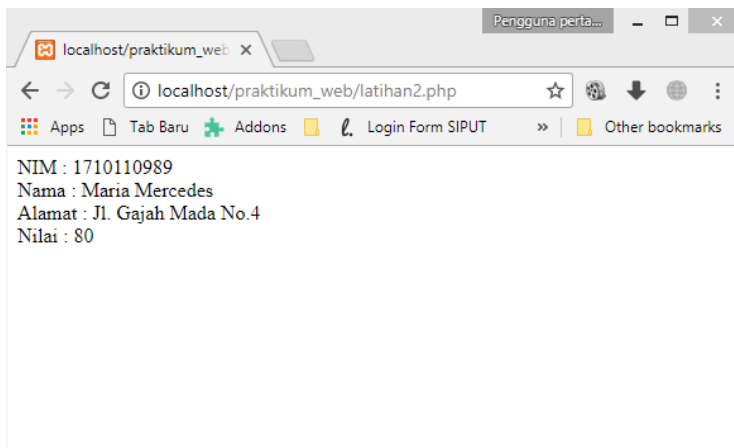 Pengguna perta...
localhost/praktikum_web
localhost/praktikum_web/latihan2.php
Apps Tab Baru Addons Login Form SIPUT » Other bookmarks
NIM : 1710110989
Nama : Maria Mercedes
Alamat : Jl. Gajah Mada No.4
Nilai : 80